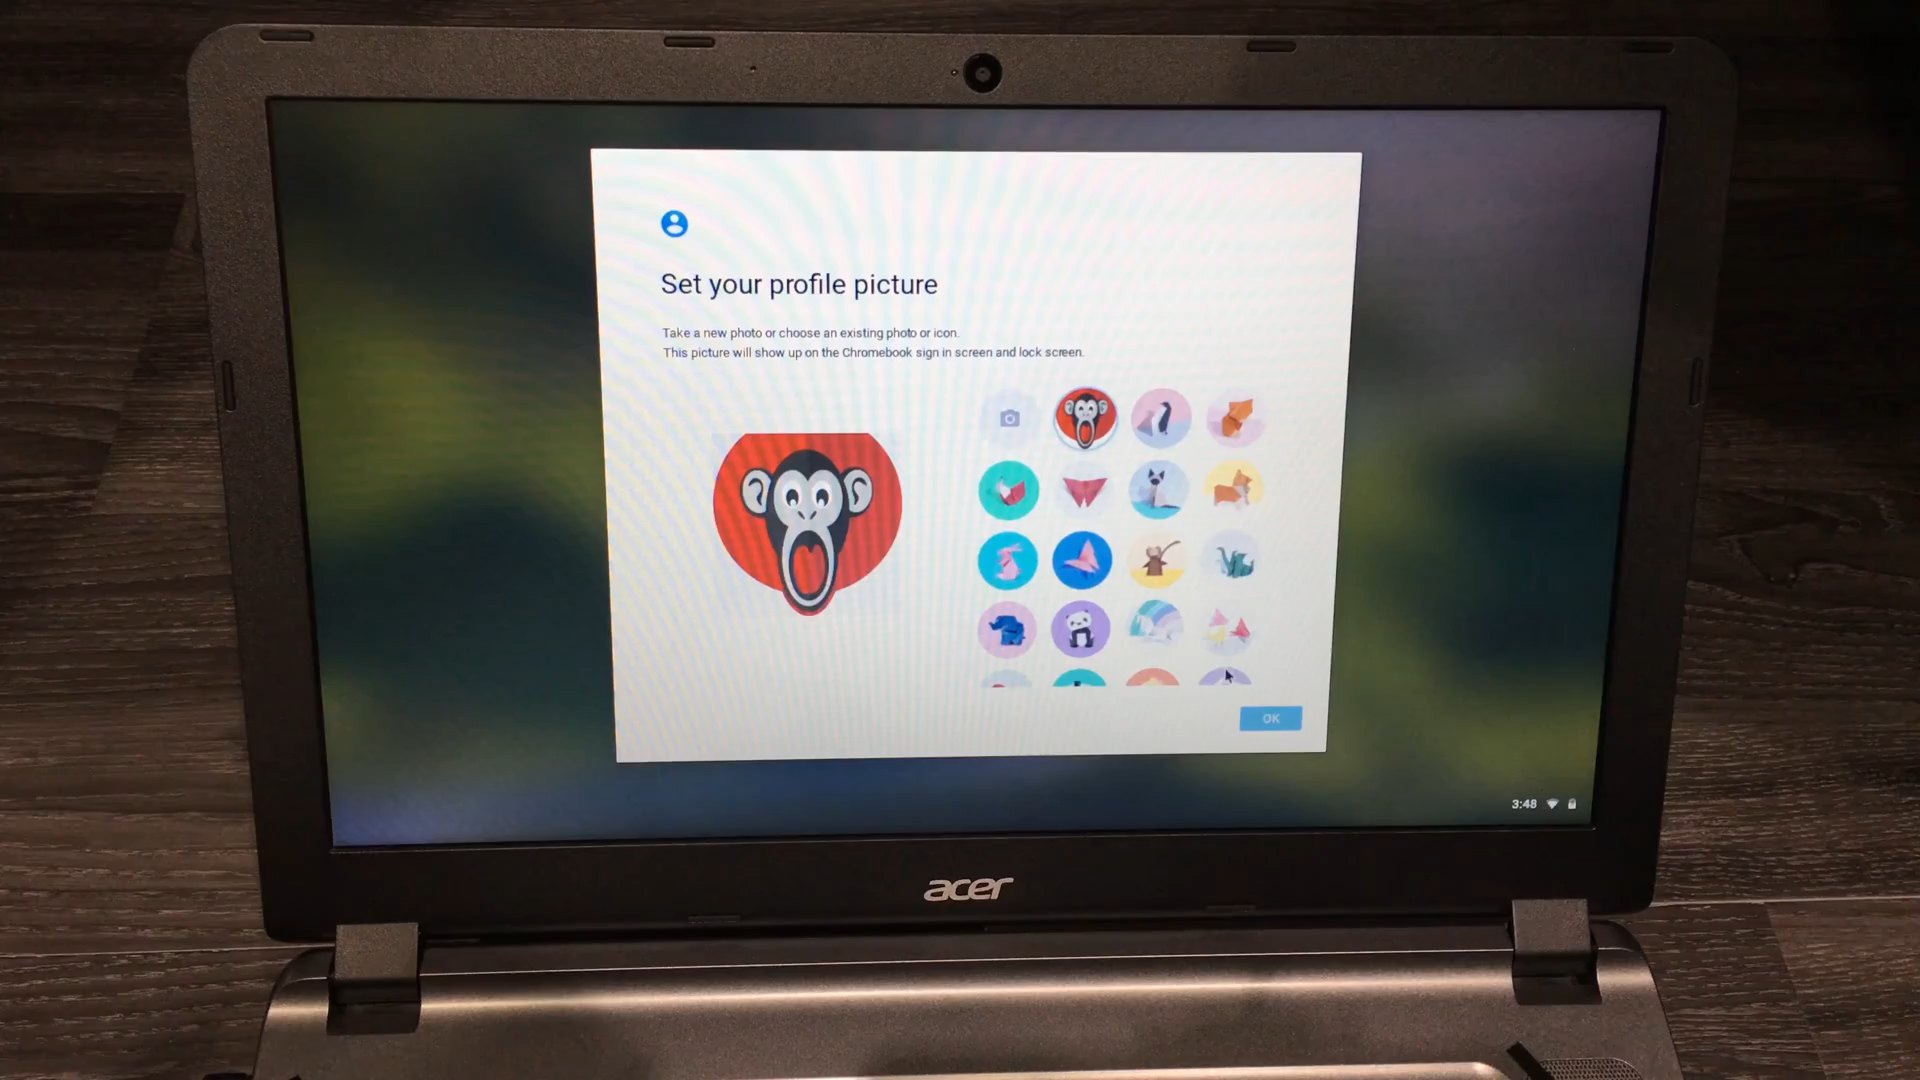 Set your profile picture
Take a new photo or choose an existing photo or icon.
This picture will show up on the Chromebook sign in screen and lock screen.
OK
3:48
acer